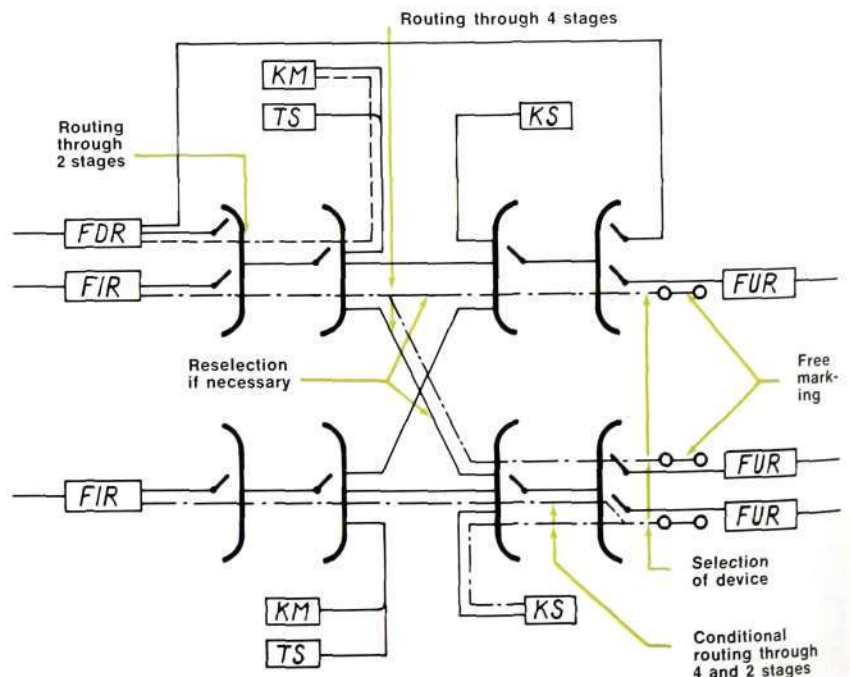 Routing through 4 stages
KM
TS
KS
Routing
through
2 stages
FDR
FIR
FUR
Reselection
if necessary
Free
mark-
ing
FIR
FUR
FUR
KM
TS
KS
Selection
of device
Conditional
routing through
4 and 2 stages